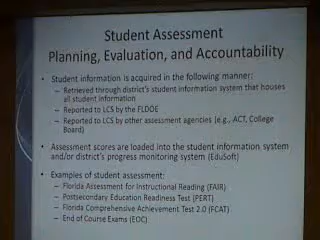 Student Assessment
Planning, Evaluation, and Accountability
• Student information is acquired in the following manner:
– Retrieved through district's student information system that houses
all student information
– Reported to LCS by the FLDOE
– Reported to LCS by other assessment agencies (e.g., ACT, College
Board)
• Assessment scores are loaded into the student information system
and/or district's progress monitoring system (EduSoft)
• Examples of student assessment:
– Florida Assessment for Instructional Reading (FAIR)
– Postsecondary Education Readiness Test (PERT)
– Florida Comprehensive Achievement Test 2.0 (FCAT)
– End of Course Exams (EOC)